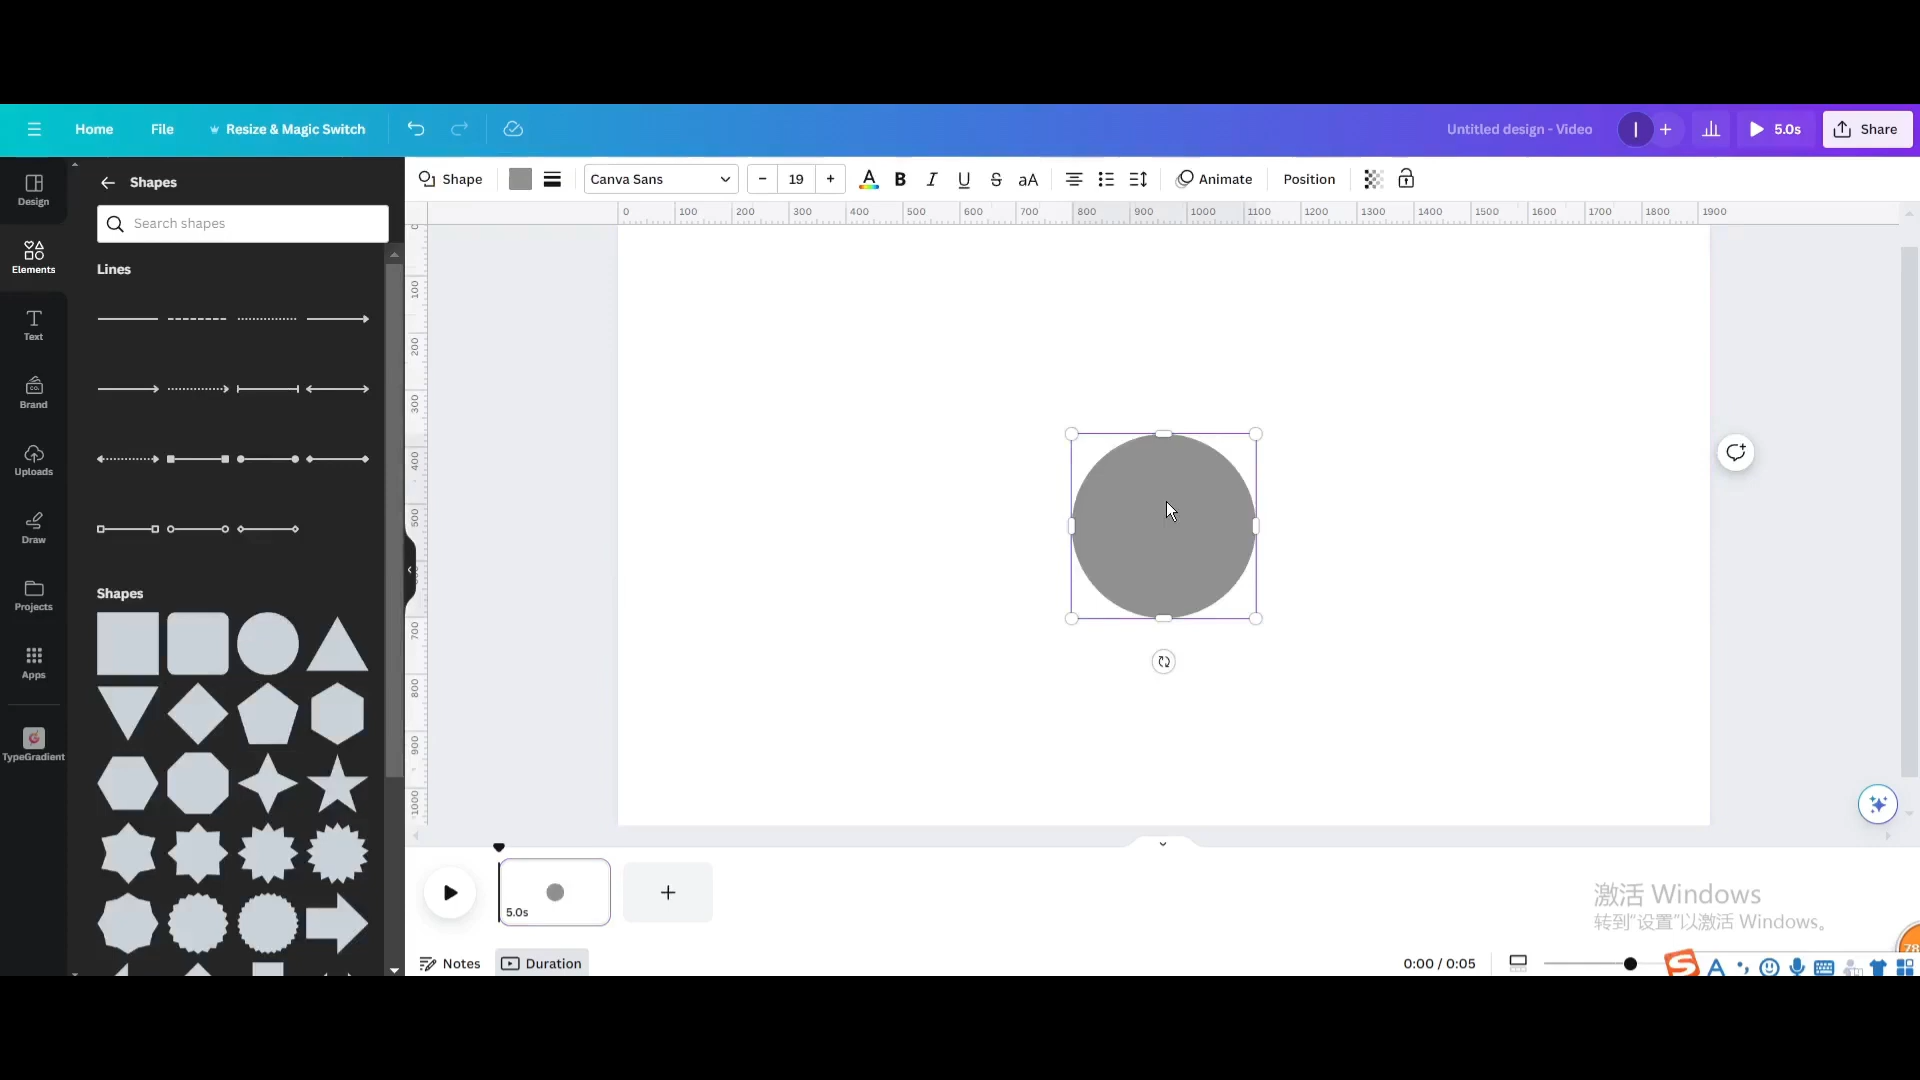 Home File Resize & Magic Switch Untitled design - Video 5.0s Share
Shapes
Search shapes
Lines
Shapes
Design
Elements
Text
Brand
Uploads
Draw
Projects
Apps
TypeGradient
Shape Canva Sans 19 B I U S aA Animate Position
0 100 200 300 400 500 600 700 800 900 1000 1100 1200 1300 1400 1500 1600 1700 1800 1900
0
100
200
300
400
500
700
800
900
1000
5.0s
Notes Duration 0:00 / 0:05
激活 Windows
转到“设置”以激活 Windows。
78